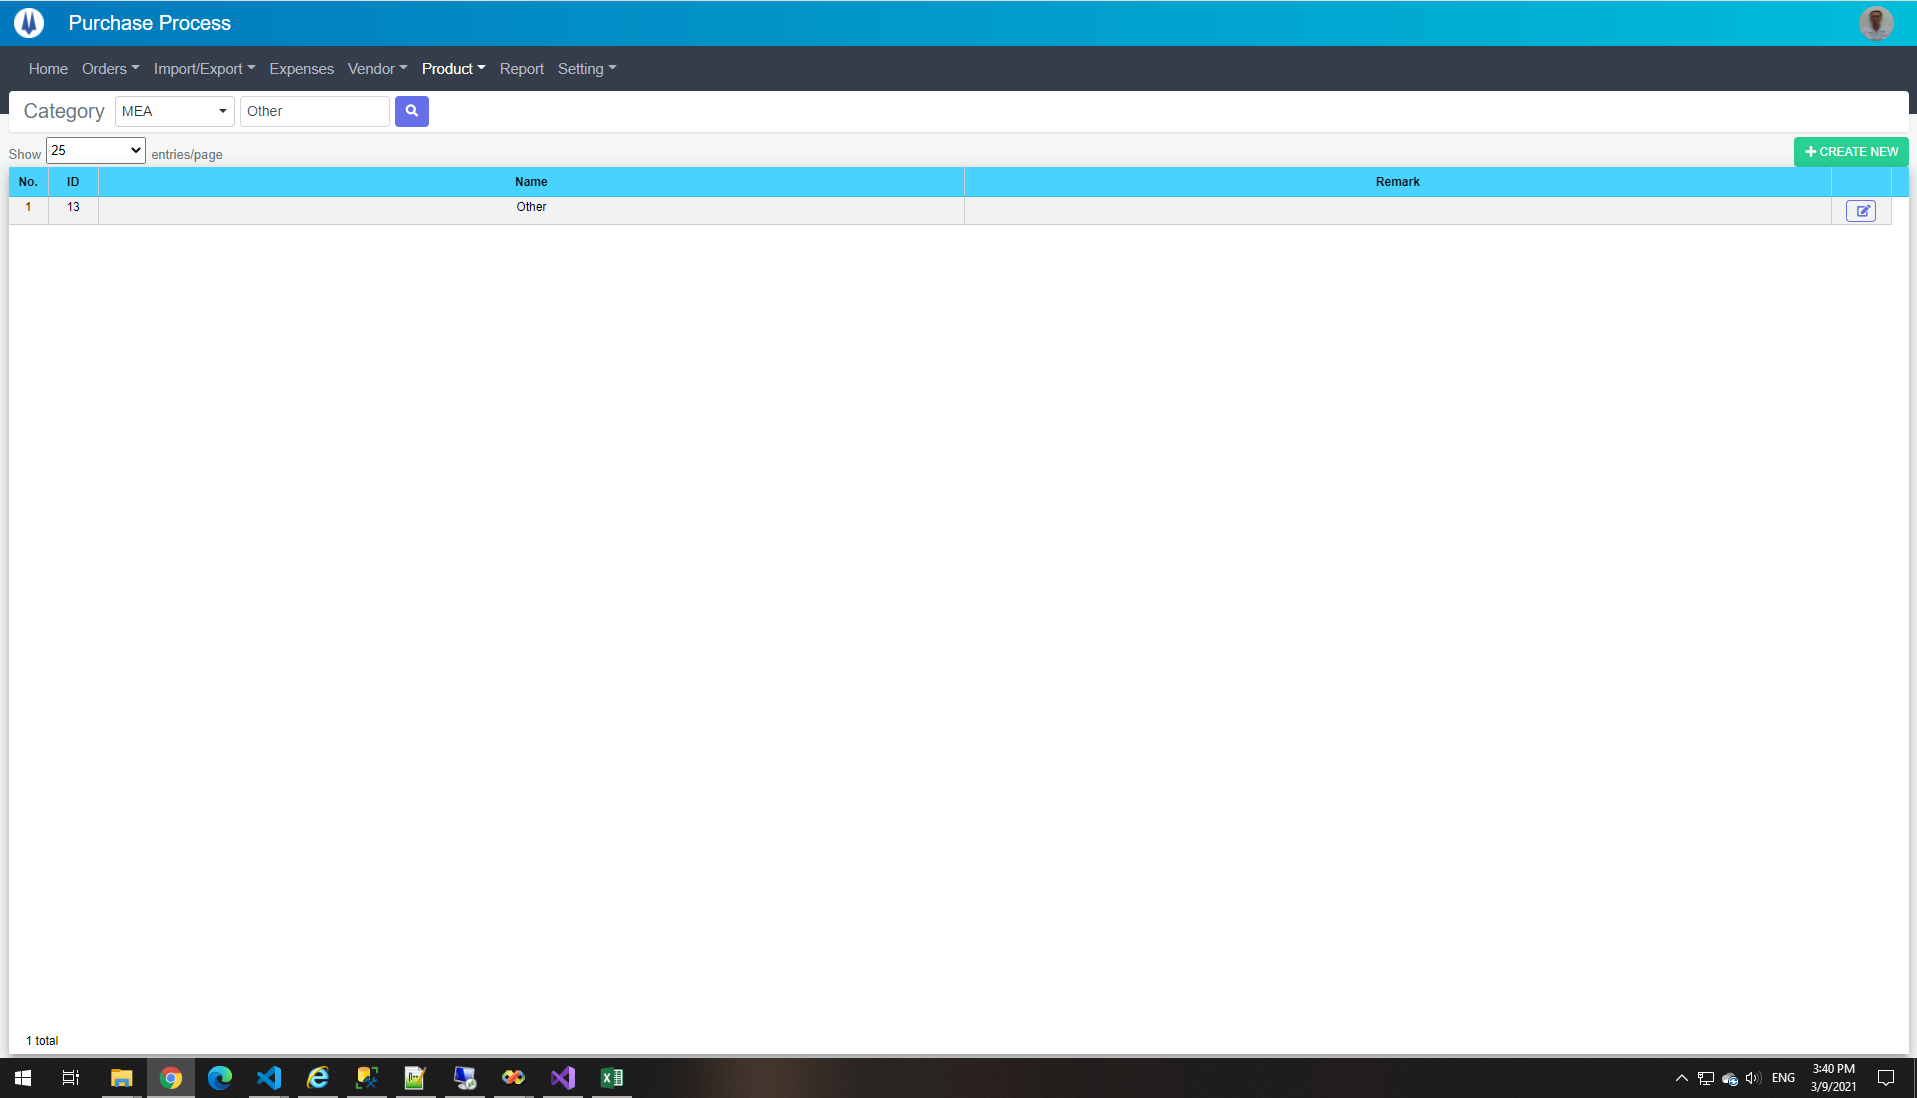 Purchase Process
Home Orders Import/Export Expenses Vendor Product Report Setting
Category MEA Other
Show 25 entries/page
CREATE NEW
No. ID Name Remark
1 13 Other
1 total
ENG
3:40 PM
3/9/2021